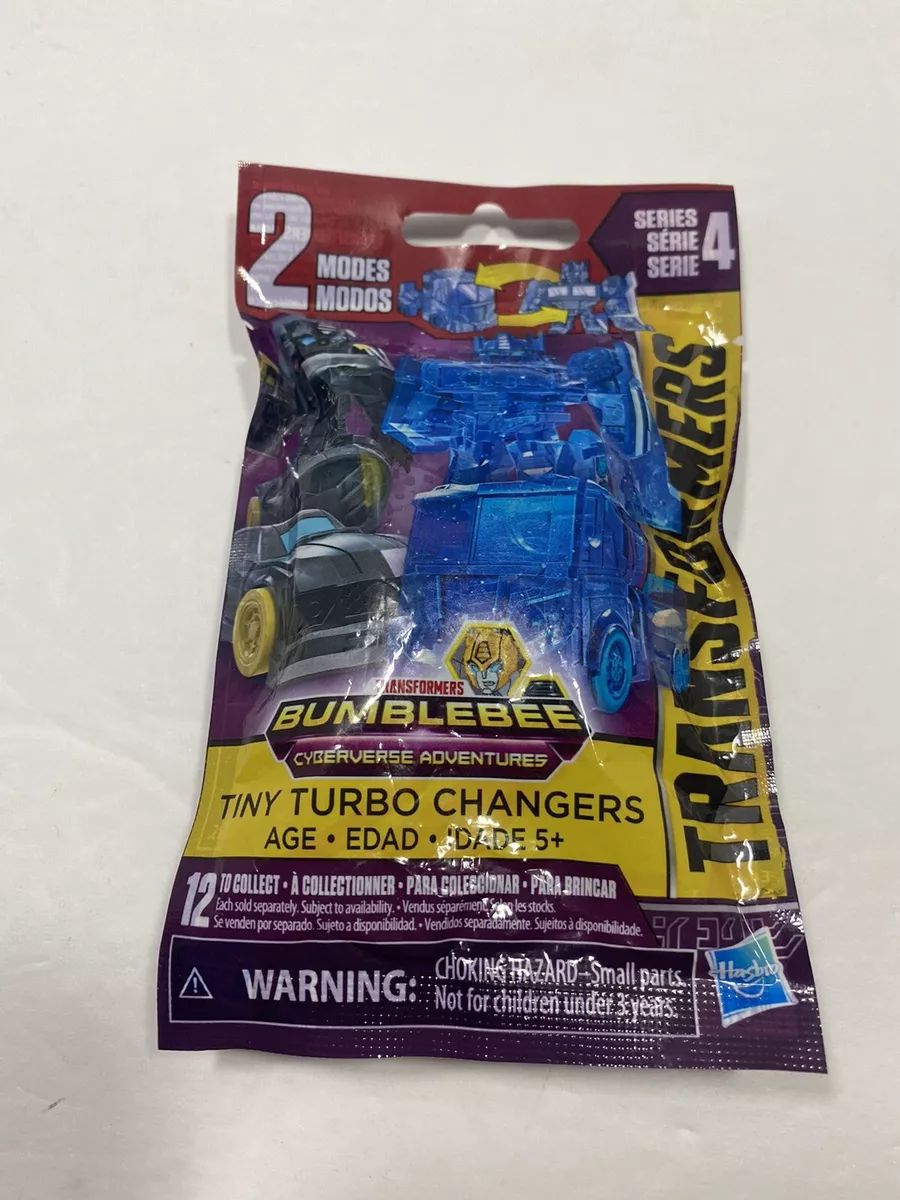 2
MODES
MODOS
SERIES
SÉRIE
SERIE
4
TRANSFORMERS
TRANSFORMERS
BUMBLEBEE
CYBERVERSE ADVENTURES
TINY TURBO CHANGERS
AGE • EDAD • IDADE 5+
12 TO COLLECT • À COLLECTIONNER • PARA COLECCIONAR • PARA BRINCAR
Each sold separately. Subject to availability. • Vendus séparément. Selon les stocks.
Se venden por separado. Sujeto a disponibilidad. • Vendidos separadamente. Sujeitos à disponibilidade.
WARNING:
CHOKING HAZARD—Small parts.
Not for children under 3 years.
Hasbro